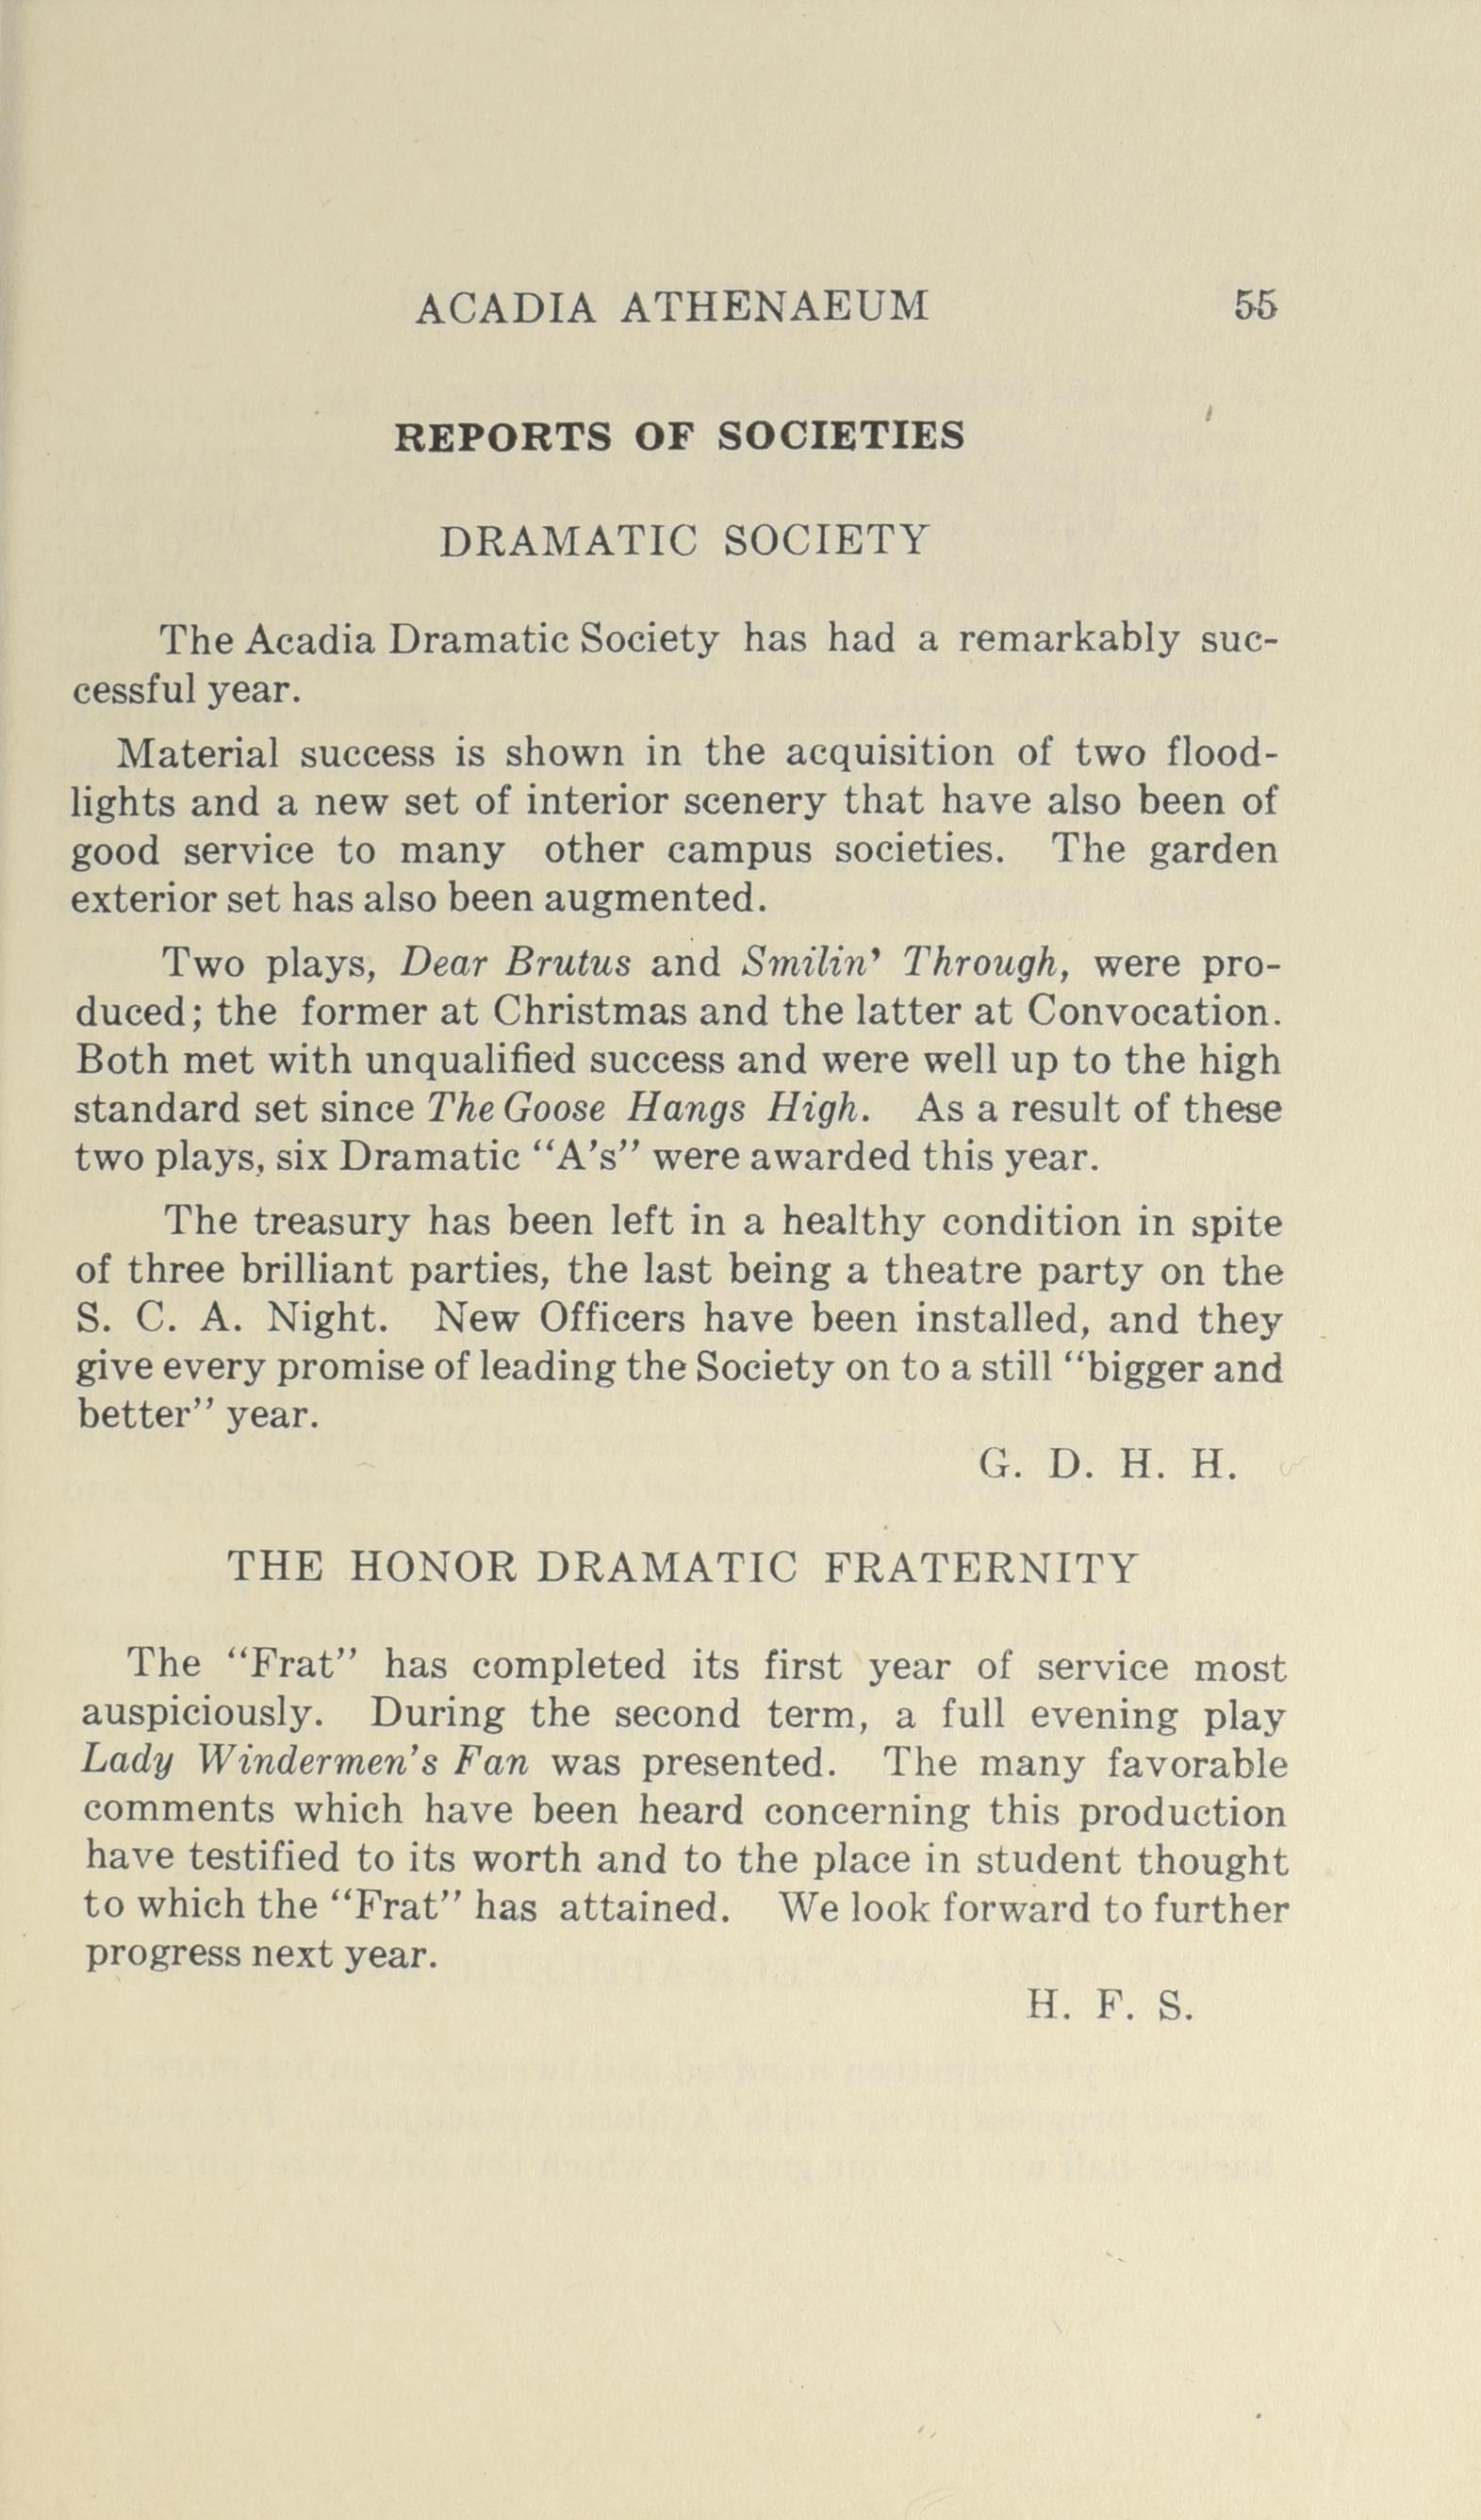 ACADIA ATHENAEUM 55
REPORTS OF SOCIETIES
DRAMATIC SOCIETY
The Acadia Dramatic Society has had a remarkably suc-
cessful year.
Material success is shown in the acquisition of two flood-
lights and a new set of interior scenery that have also been of
good service to many other campus societies. The garden
exterior set has also been augmented.
Two plays, Dear Brutus and Smilin' Through, were pro-
duced; the former at Christmas and the latter at Convocation.
Both met with unqualified success and were well up to the high
standard set since The Goose Hangs High. As a result of these
two plays, six Dramatic "A's" were awarded this year.
The treasury has been left in a healthy condition in spite
of three brilliant parties, the last being a theatre party on the
S. C. A. Night. New Officers have been installed, and they
give every promise of leading the Society on to a still "bigger and
better" year.
G. D. H. H.
THE HONOR DRAMATIC FRATERNITY
The "Frat" has completed its first year of service most
auspiciously. During the second term, a full evening play
Lady Windermen's Fan was presented. The many favorable
comments which have been heard concerning this production
have testified to its worth and to the place in student thought
to which the "Frat" has attained. We look forward to further
progress next year.
H. F. S.